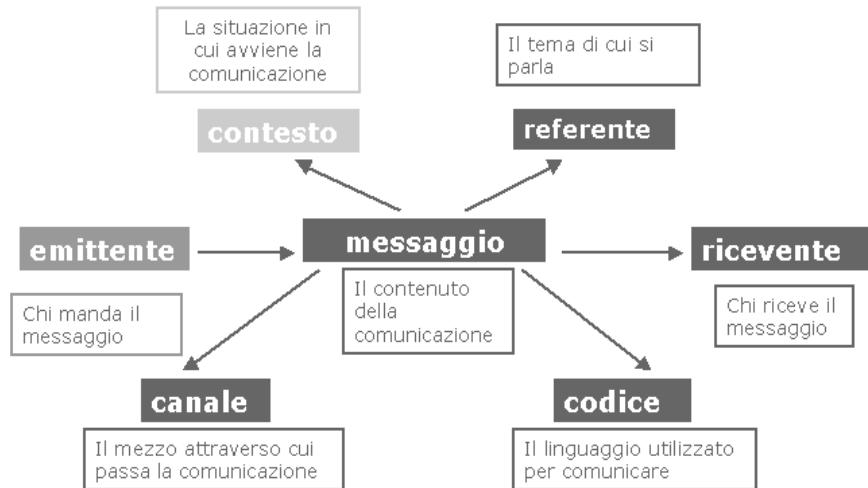 La situazione in
cui avviene la
comunicazione
Il tema di cui si
parla
contesto
referente
emittente
messaggio
ricevente
Chi manda il
messaggio
Il contenuto
della
comunicazione
Chi riceve il
messaggio
canale
codice
Il mezzo attraverso cui
passa la comunicazione
Il linguaggio utilizzato
per comunicare